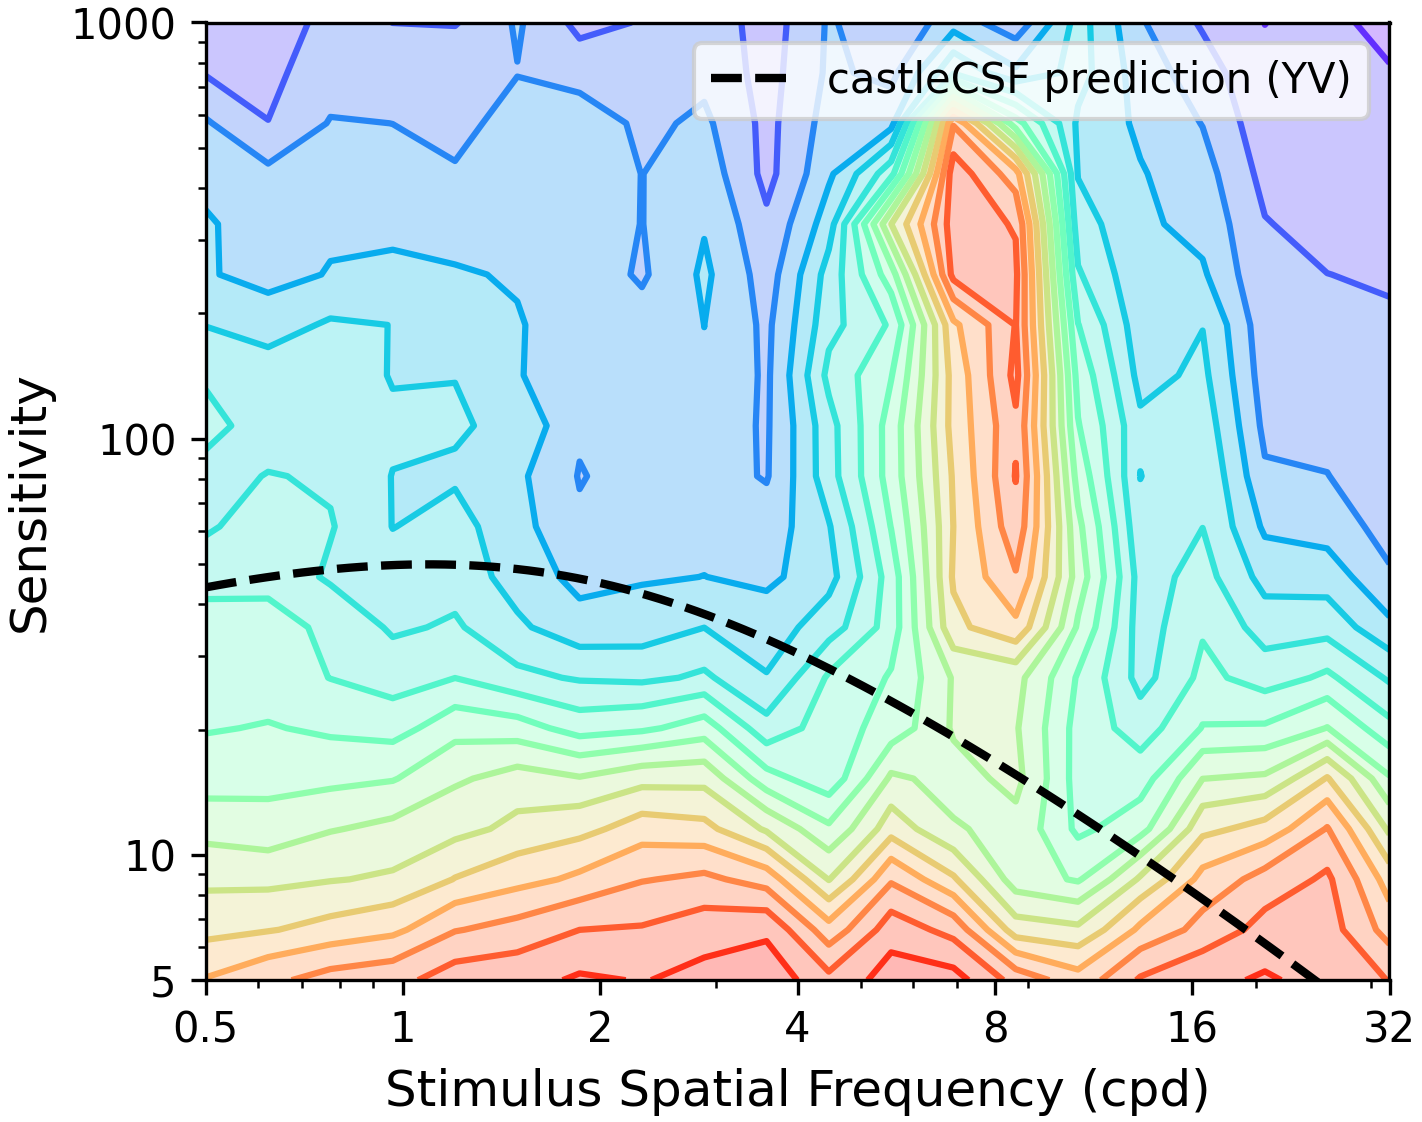 1000
castleCSF prediction (YV)
Sensitivity
100
10
5
0.5 1 2 4 8 16 32
Stimulus Spatial Frequency (cpd)